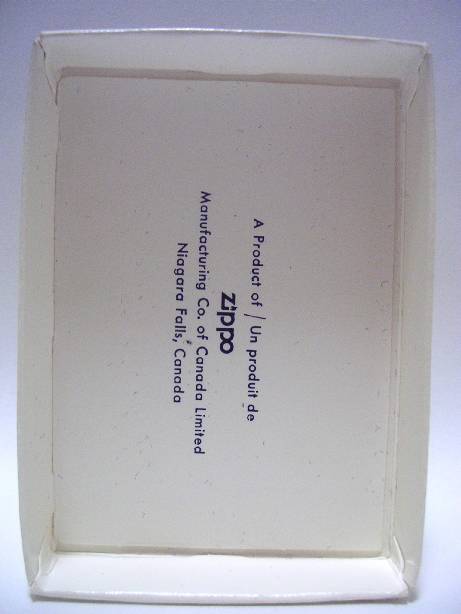 A Product of / Un produit de
zippo
Manufacturing Co. of Canada Limited
Niagara Falls, Canada